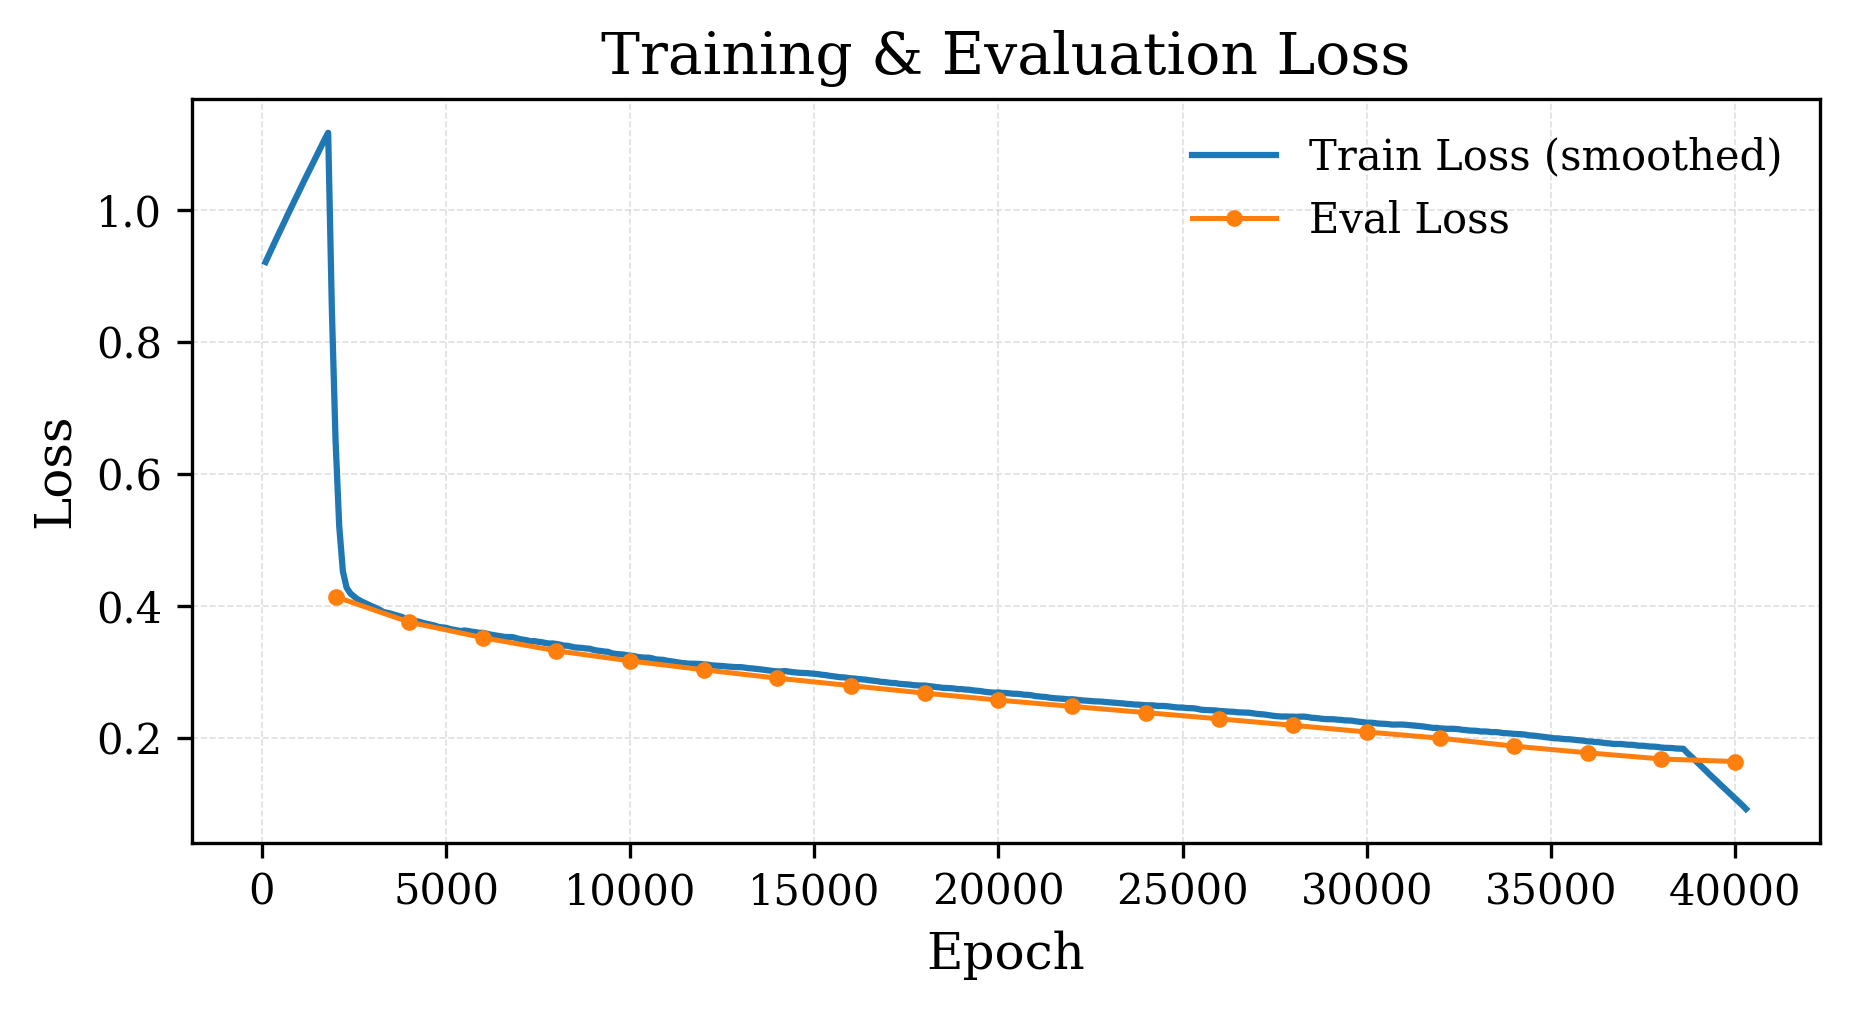 Training & Evaluation Loss
Train Loss (smoothed)
Eval Loss
Loss
1.0
0.8
0.6
0.4
0.2
0 5000 10000 15000 20000 25000 30000 35000 40000
Epoch